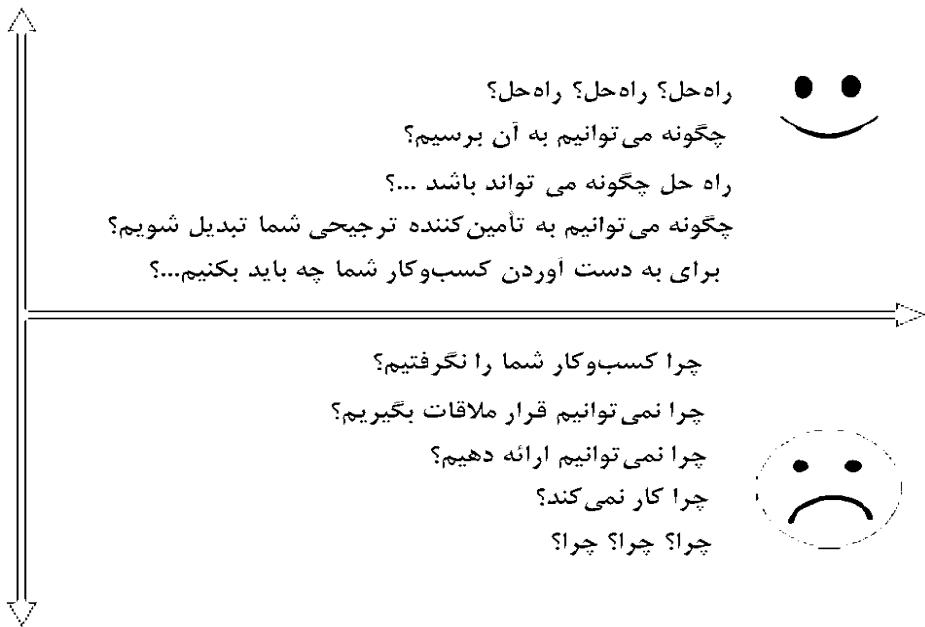 راه‌حل؟ راه‌حل؟ راه‌حل؟
چگونه می‌توانیم به آن برسیم؟
راه حل چگونه می تواند باشد ...؟
چگونه می‌توانیم به تأمین‌کننده ترجیحی شما تبدیل شویم؟
برای به دست آوردن کسب‌وکار شما چه باید بکنیم...؟
چرا کسب‌وکار شما را نگرفتیم؟
چرا نمی‌توانیم قرار ملاقات بگیریم؟
چرا نمی‌توانیم ارائه دهیم؟
چرا کار نمی‌کند؟
چرا؟ چرا؟ چرا؟